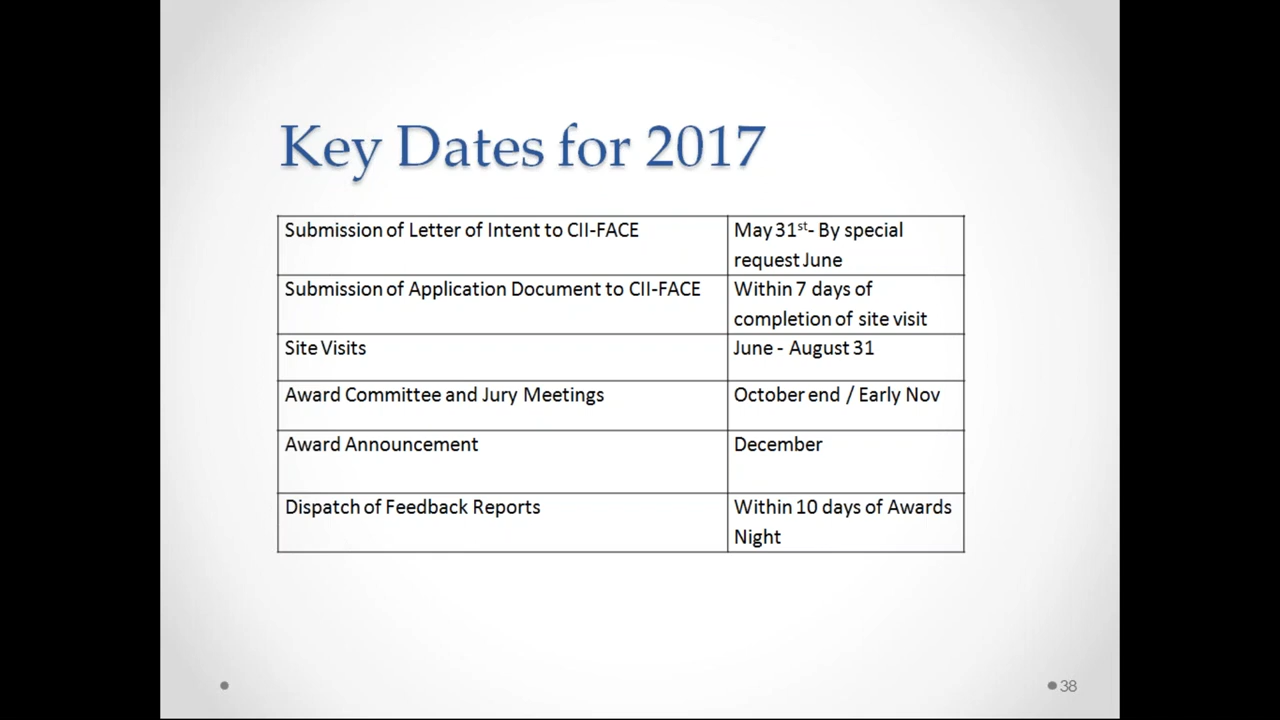 Key Dates for 2017
Submission of Letter of Intent to CII-FACE
May 31st- By special
request June
Submission of Application Document to CII-FACE
Within 7 days of
completion of site visit
Site Visits
June - August 31
Award Committee and Jury Meetings
October end / Early Nov
Award Announcement
December
Dispatch of Feedback Reports
Within 10 days of Awards
Night
38